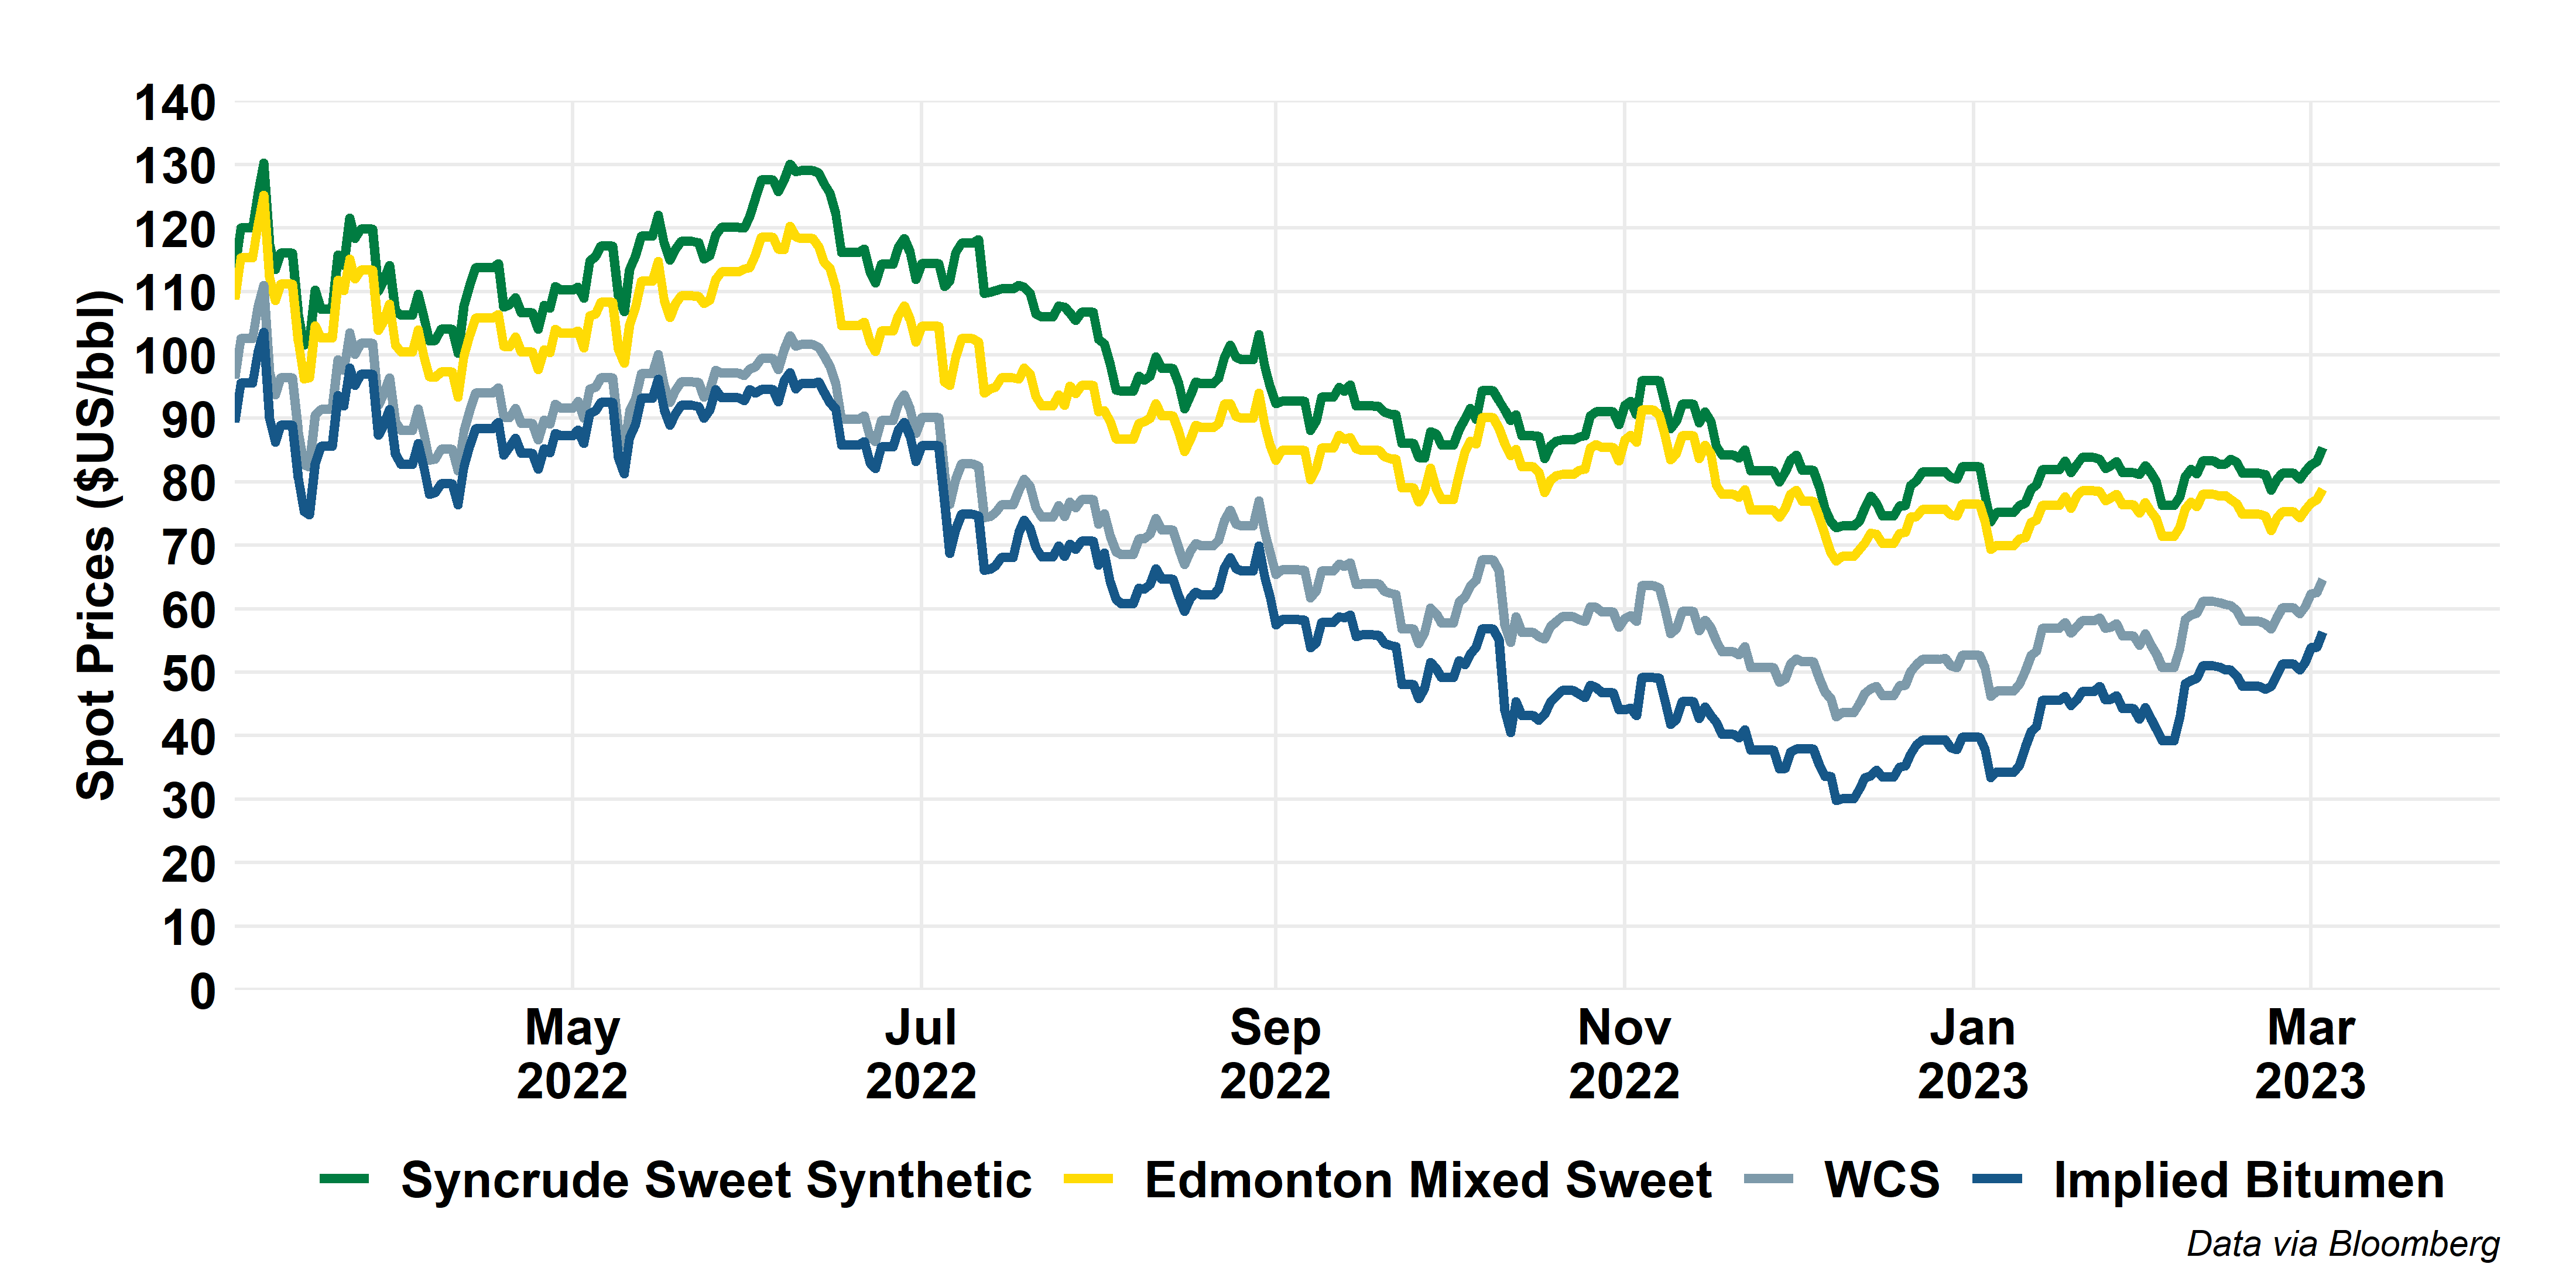 Spot Prices ($US/bbl)
140
130
120
110
100
90
80
70
60
50
40
30
20
10
0
May
2022
Jul
2022
Sep
2022
Nov
2022
Jan
2023
Mar
2023
Syncrude Sweet Synthetic Edmonton Mixed Sweet WCS Implied Bitumen
Data via Bloomberg